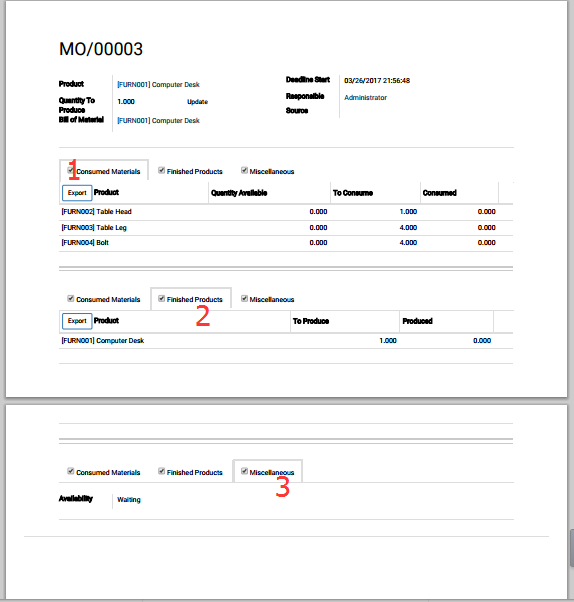 MO/00003
Product [FURN001] Computer Desk Deadline Start 03/26/2017 21:56:48
Quantity To Produce 1.000 Update Responsible Administrator
Bill of Material [FURN001] Computer Desk Source
1
Consumed Materials Finished Products Miscellaneous
Export Product Quantity Available To Consume Consumed
[FURN002] Table Head 0.000 1.000 0.000
[FURN003] Table Leg 0.000 4.000 0.000
[FURN004] Bolt 0.000 4.000 0.000
Consumed Materials Finished Products Miscellaneous
2
Export Product To Produce Produced
[FURN001] Computer Desk 1.000 0.000
Consumed Materials Finished Products Miscellaneous
3
Availability Waiting